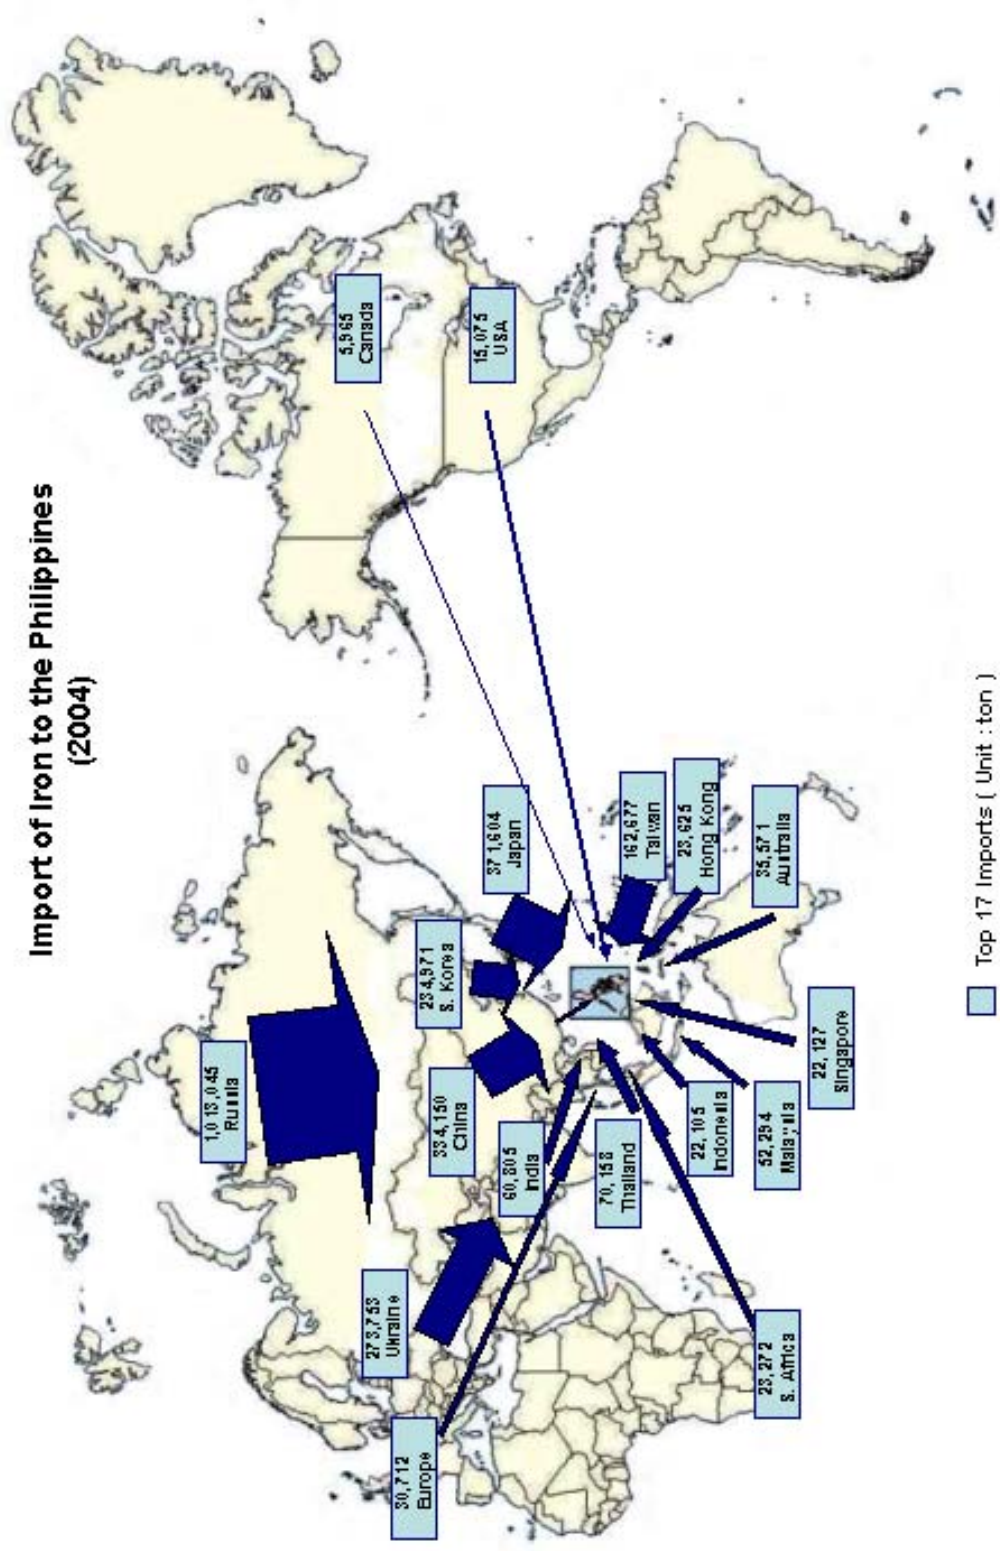 Import of Iron to the Philippines
(2004)
1,013,045
Russia
5,965
Canada
273,753
Ukraine
30,712
Europe
234,971
S. Korea
334,150
China
371,604
Japan
15,075
USA
60,805
India
70,158
Thailand
162,677
Taiwan
23,625
Hong Kong
22,105
Indonesia
52,294
Malaysia
35,571
Australia
23,272
S. Africa
22,127
Singapore
Top 17 Imports ( Unit : ton )